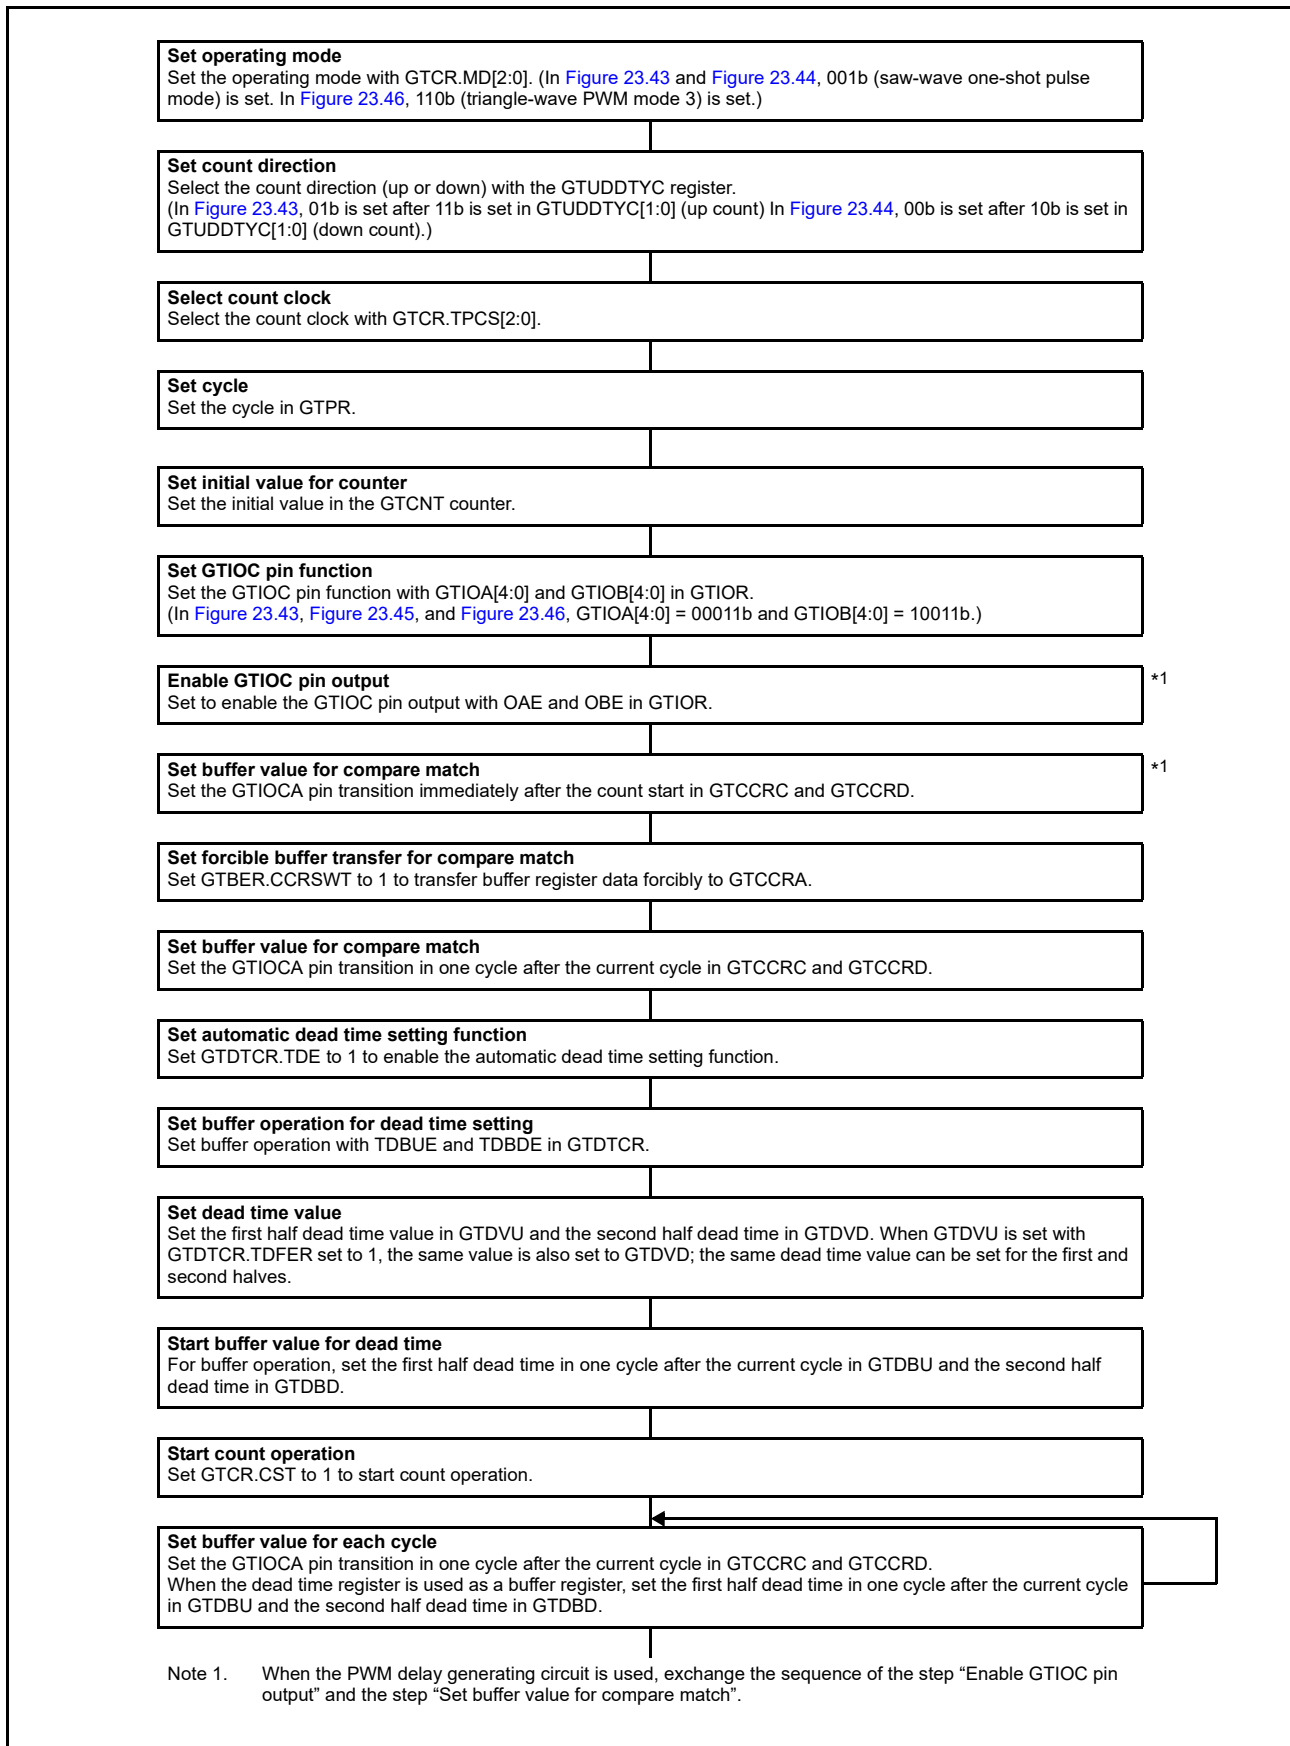 Set operating mode
Set the operating mode with GTCR.MD[2:0]. (In Figure 23.43 and Figure 23.44, 001b (saw-wave one-shot pulse
mode) is set. In Figure 23.46, 110b (triangle-wave PWM mode 3) is set.)
Set count direction
Select the count direction (up or down) with the GTUDDTYC register.
(In Figure 23.43, 01b is set after 11b is set in GTUDDTYC[1:0] (up count) In Figure 23.44, 00b is set after 10b is set in
GTUDDTYC[1:0] (down count).)
Select count clock
Select the count clock with GTCR.TPCS[2:0].
Set cycle
Set the cycle in GTPR.
Set initial value for counter
Set the initial value in the GTCNT counter.
Set GTIOC pin function
Set the GTIOC pin function with GTIOA[4:0] and GTIOB[4:0] in GTIOR.
(In Figure 23.43, Figure 23.45, and Figure 23.46, GTIOA[4:0] = 00011b and GTIOB[4:0] = 10011b.)
Enable GTIOC pin output *1
Set to enable the GTIOC pin output with OAE and OBE in GTIOR.
Set buffer value for compare match *1
Set the GTIOCA pin transition immediately after the count start in GTCCRC and GTCCRD.
Set forcible buffer transfer for compare match
Set GTBER.CCRSWT to 1 to transfer buffer register data forcibly to GTCCRA.
Set buffer value for compare match
Set the GTIOCA pin transition in one cycle after the current cycle in GTCCRC and GTCCRD.
Set automatic dead time setting function
Set GTDTCR.TDE to 1 to enable the automatic dead time setting function.
Set buffer operation for dead time setting
Set buffer operation with TDBUE and TDBDE in GTDTCR.
Set dead time value
Set the first half dead time value in GTDVU and the second half dead time in GTDVD. When GTDVU is set with
GTDTCR.TDFER set to 1, the same value is also set to GTDVD; the same dead time value can be set for the first and
second halves.
Start buffer value for dead time
For buffer operation, set the first half dead time in one cycle after the current cycle in GTDBU and the second half
dead time in GTDBD.
Start count operation
Set GTCR.CST to 1 to start count operation.
Set buffer value for each cycle
Set the GTIOCA pin transition in one cycle after the current cycle in GTCCRC and GTCCRD.
When the dead time register is used as a buffer register, set the first half dead time in one cycle after the current cycle
in GTDBU and the second half dead time in GTDBD.
Note 1. When the PWM delay generating circuit is used, exchange the sequence of the step “Enable GTIOC pin
output” and the step “Set buffer value for compare match”.